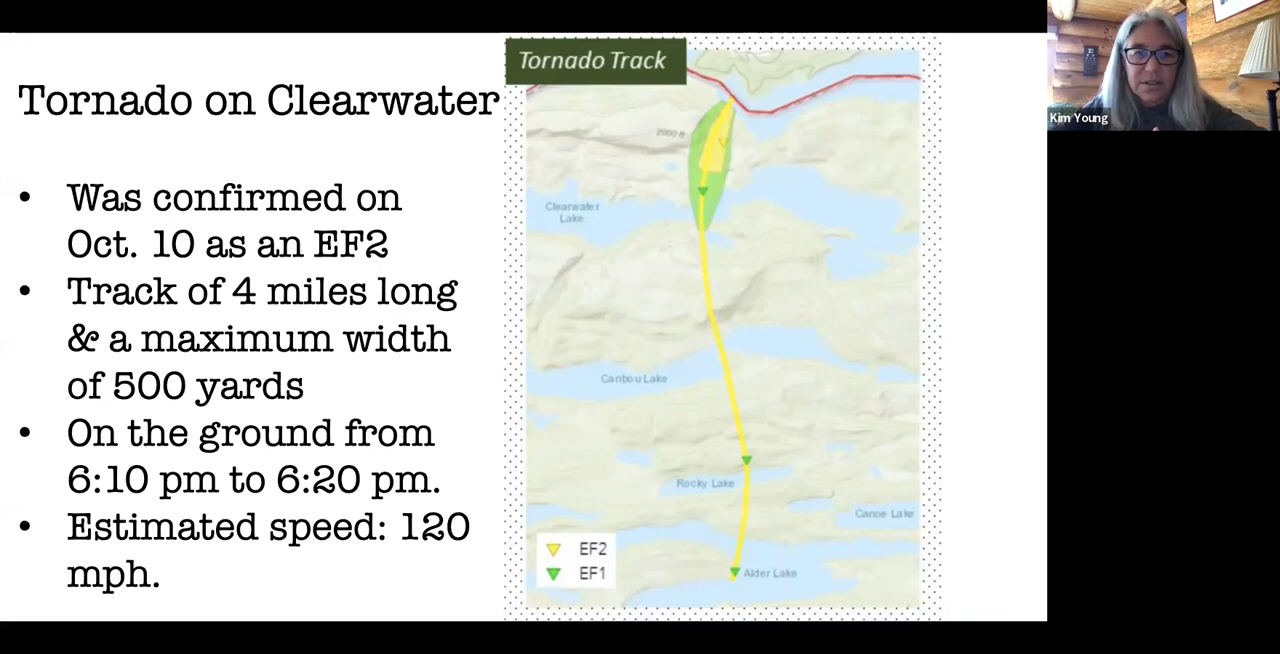 Tornado on Clearwater
• Was confirmed on
Oct. 10 as an EF2
• Track of 4 miles long
& a maximum width
of 500 yards
• On the ground from
6:10 pm to 6:20 pm.
• Estimated speed: 120
mph.
Tornado Track
2000 ft
Clearwater
Lake
Caribou Lake
Rocky Lake
Canoe Lake
Alder Lake
EF2
EF1
Kim Young